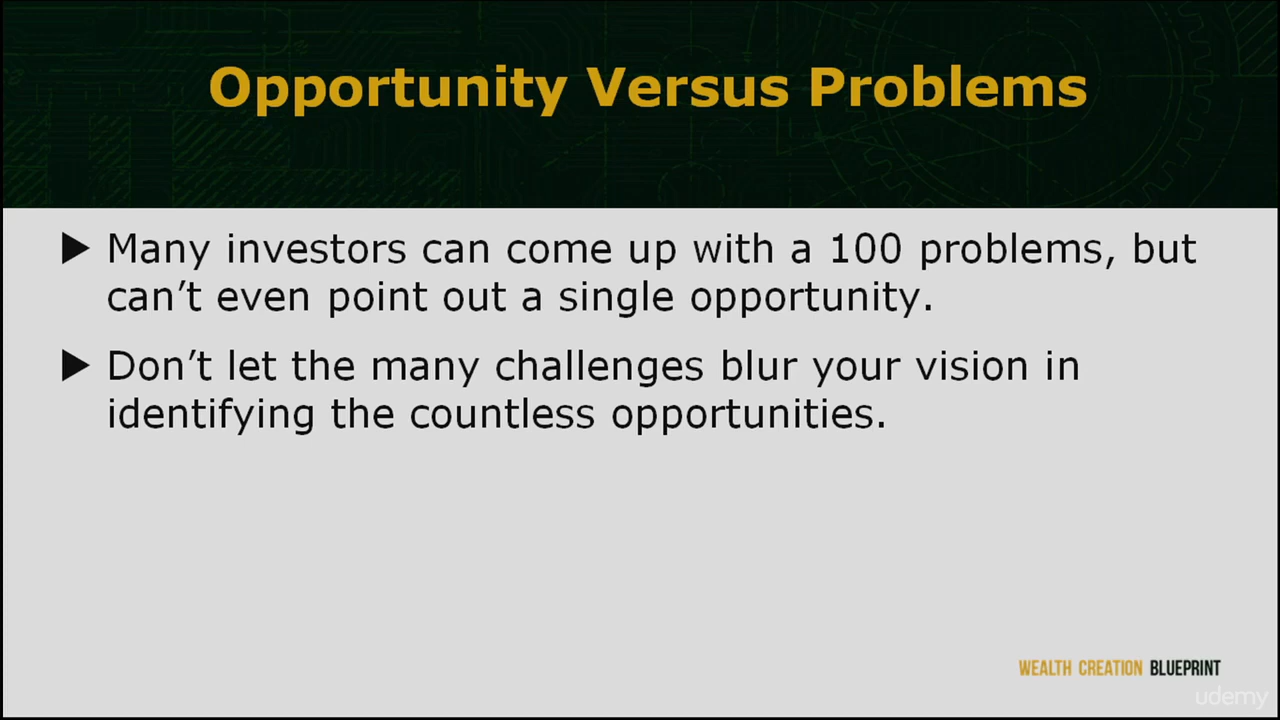 Opportunity Versus Problems
▶ Many investors can come up with a 100 problems, but
can’t even point out a single opportunity.
▶ Don’t let the many challenges blur your vision in
identifying the countless opportunities.
WEALTH CREATION BLUEPRINT
udemy